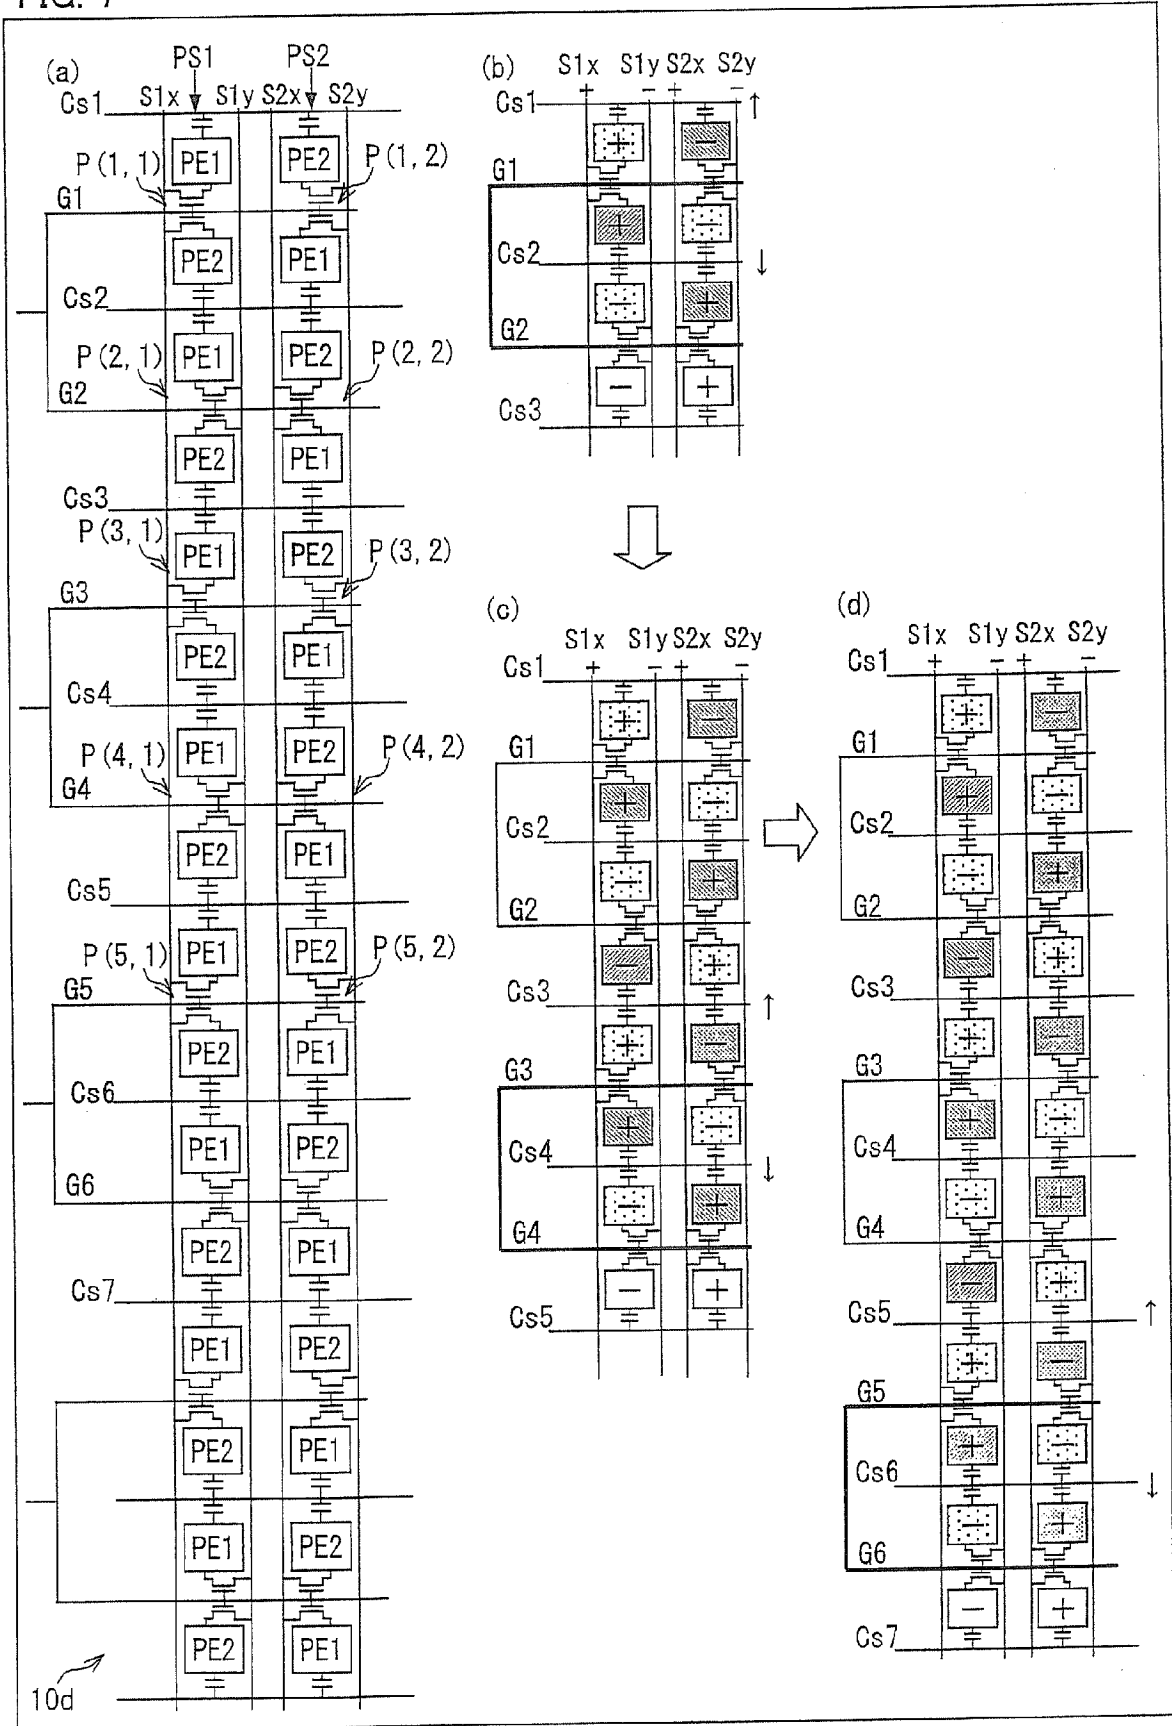 FIG. 7
(a)
PS1 PS2
S1x S1y S2x S2y
Cs1
PE1 PE2
P(1, 1) P(1, 2)
G1
PE2 PE1
Cs2
PE1 PE2
P(2, 1) P(2, 2)
G2
PE2 PE1
Cs3
PE1 PE2
P(3, 1) P(3, 2)
G3
PE2 PE1
Cs4
PE1 PE2
P(4, 1) P(4, 2)
G4
PE2 PE1
Cs5
PE1 PE2
P(5, 1) P(5, 2)
G5
PE2 PE1
Cs6
PE1 PE2
G6
PE2 PE1
Cs7
PE1 PE2
PE2 PE1
PE1 PE2
PE2 PE1
10d
(b)
S1x S1y S2x S2y
+ − + −
Cs1 ↑
+ −
G1
+ −
Cs2 ↓
− +
G2
− +
Cs3
(c)
S1x S1y S2x S2y
+ − + −
Cs1
+ −
G1
+ −
Cs2
− +
G2
− +
Cs3 ↑
+ −
G3
+ −
Cs4 ↓
− +
G4
− +
Cs5
(d)
S1x S1y S2x S2y
+ − + −
Cs1
+ −
G1
+ −
Cs2
− +
G2
− +
Cs3
+ −
G3
+ −
Cs4
− +
G4
− +
Cs5 ↑
+ −
G5
+ −
Cs6 ↓
− +
G6
− +
Cs7